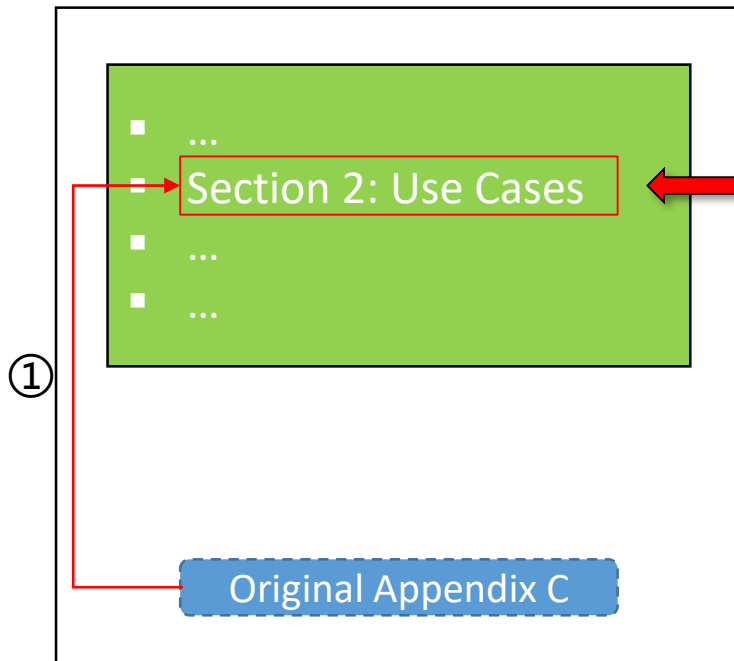 ▪ ...
▪ Section 2: Use Cases
▪ ...
▪ ...
①
Original Appendix C